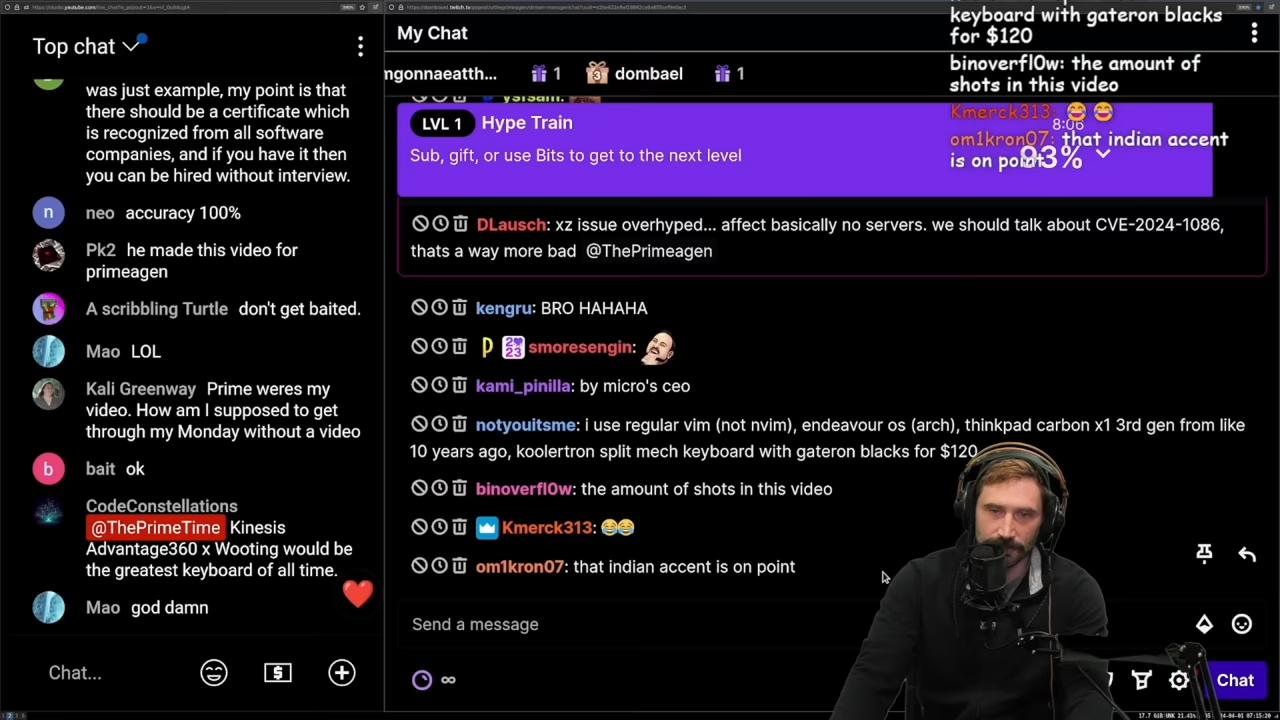 Top chat
was just example, my point is that
there should be a certificate which
is recognized from all software
companies, and if you have it then
you can be hired without interview.
n neo accuracy 100%
Pk2 he made this video for
primeagen
A scribbling Turtle don't get baited.
Mao LOL
Kali Greenway Prime weres my
video. How am I supposed to get
through my Monday without a video
b bait ok
CodeConstellations
@ThePrimeTime Kinesis
Advantage360 x Wooting would be
the greatest keyboard of all time.
Mao god damn
Chat...
My Chat
ngonnaeatth... 1 3 dombael 1
ysfsam:
LVL 1 Hype Train
Sub, gift, or use Bits to get to the next level
8:06
93%
DLausch: xz issue overhyped... affect basically no servers. we should talk about CVE-2024-1086,
thats a way more bad @ThePrimeagen
kengru: BRO HAHAHA
P 2 23 smoresengin:
kami_pinilla: by micro's ceo
notyouitsme: i use regular vim (not nvim), endeavour os (arch), thinkpad carbon x1 3rd gen from like
10 years ago, koolertron split mech keyboard with gateron blacks for $120
binoverfl0w: the amount of shots in this video
Kmerck313: 😂😂
om1kron07: that indian accent is on point
Send a message
∞
Chat
keyboard with gateron blacks
for $120
binoverfl0w: the amount of
shots in this video
Kmerck313: 😂 😂
om1kron07: that indian accent
is on point